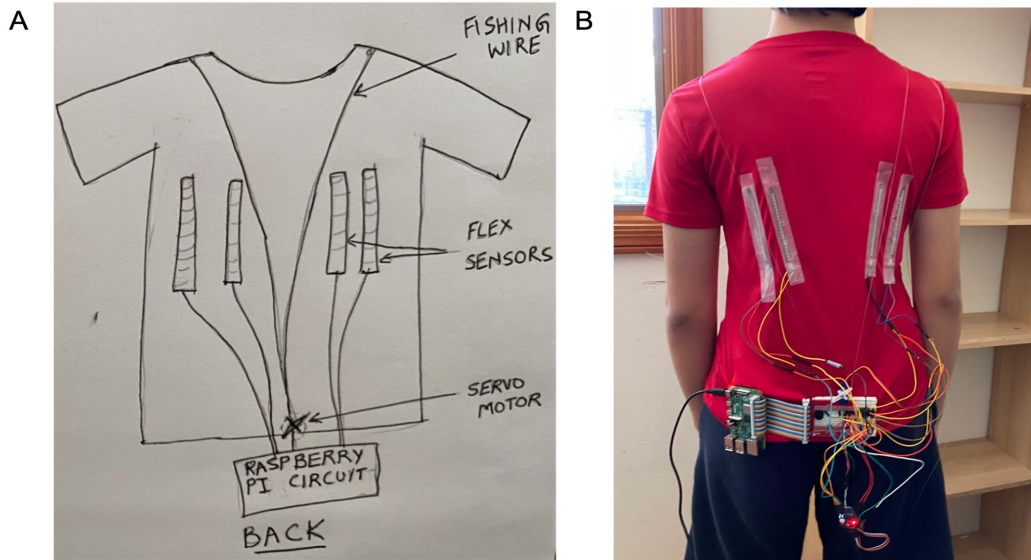 A
B
FISHING
WIRE
FLEX
SENSORS
SERVO
MOTOR
RASPBERRY
PI CIRCUIT
BACK